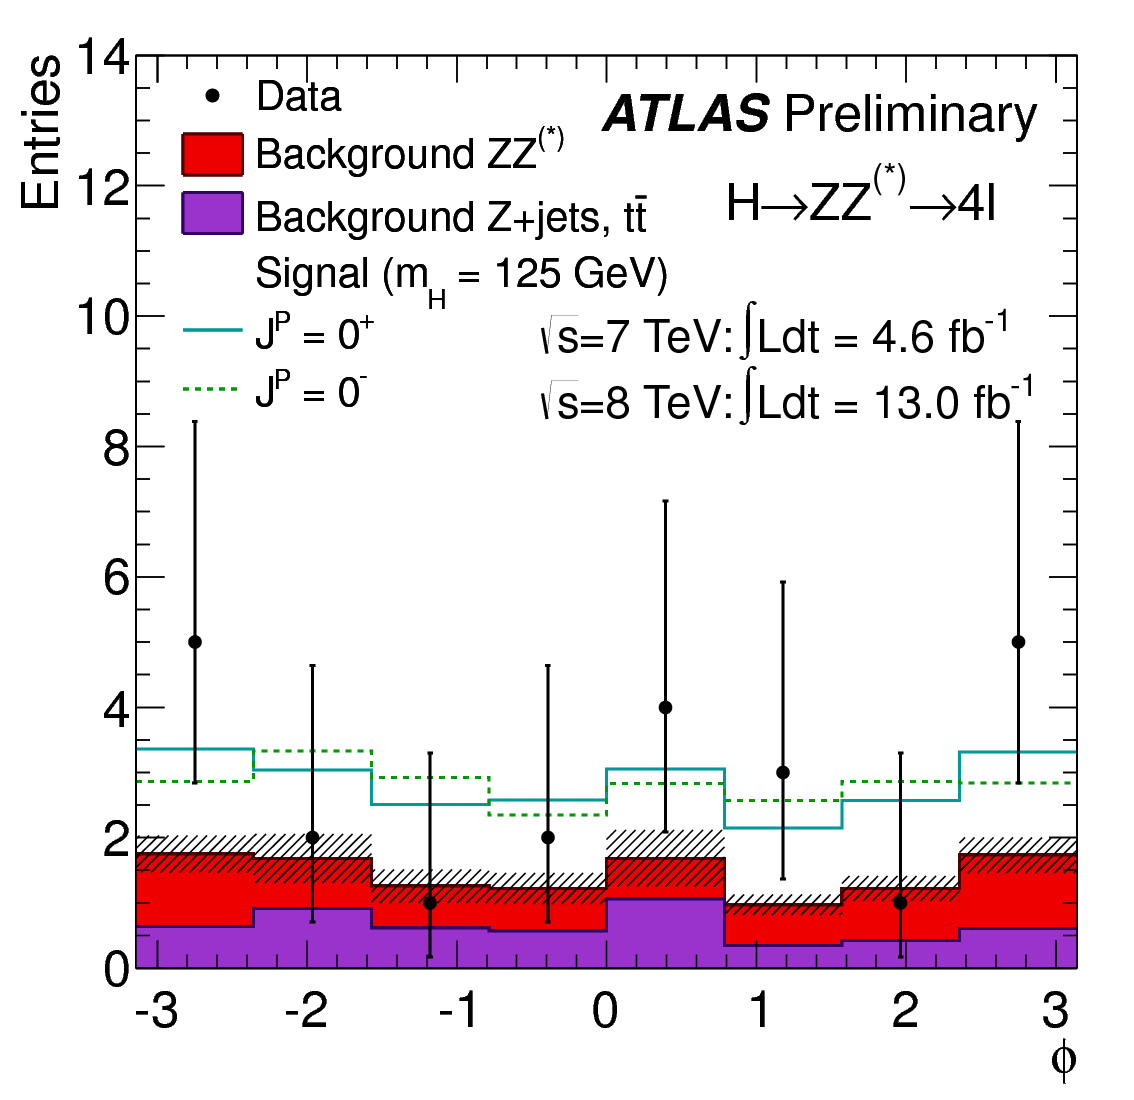 Entries
14
12
10
8
6
4
2
0
Data
Background ZZ(*)
Background Z+jets, tt̄
Signal (mH = 125 GeV)
JP = 0+
JP = 0-
ATLAS Preliminary
H→ZZ(*)→4l
√s=7 TeV:∫Ldt = 4.6 fb-1
√s=8 TeV:∫Ldt = 13.0 fb-1
-3 -2 -1 0 1 2 3
ϕ